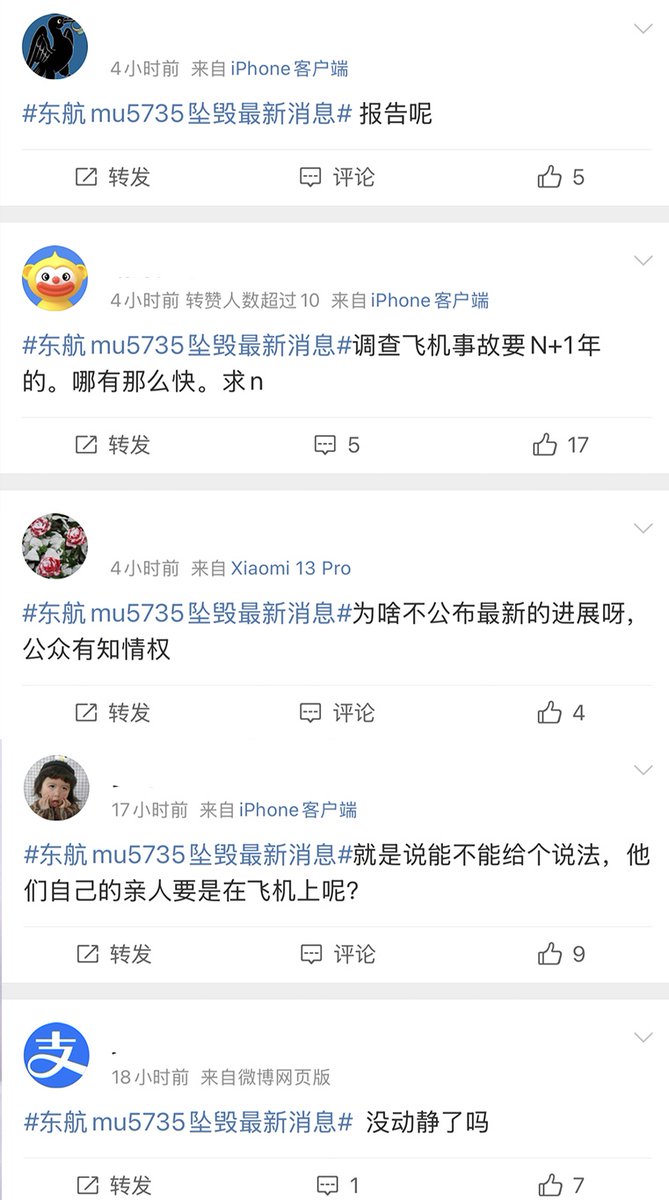 4小时前 来自 iPhone客户端
#东航mu5735坠毁最新消息# 报告呢
转发 评论 5
4小时前 转赞人数超过10 来自 iPhone客户端
#东航mu5735坠毁最新消息#调查飞机事故要N+1年
的。哪有那么快。求n
转发 5 17
4小时前 来自 Xiaomi 13 Pro
#东航mu5735坠毁最新消息#为啥不公布最新的进展呀，
公众有知情权
转发 评论 4
17小时前 来自 iPhone客户端
#东航mu5735坠毁最新消息#就是说能不能给个说法，他
们自己的亲人要是在飞机上呢？
转发 评论 9
支
18小时前 来自微博网页版
#东航mu5735坠毁最新消息# 没动静了吗
转发 1 7